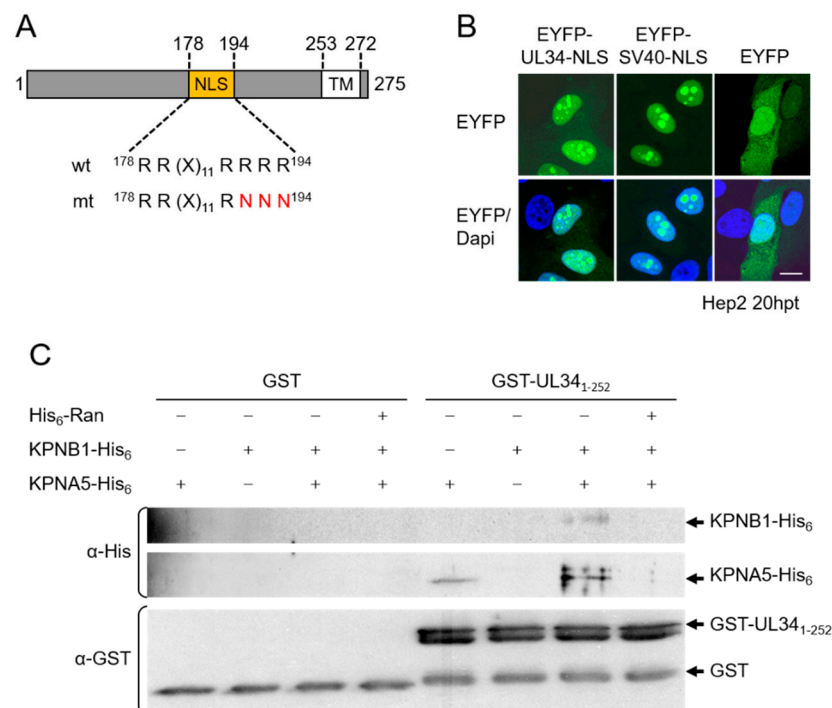 A
178 194 253 272
1 NLS TM 275
wt ¹⁷⁸R R (X)₁₁ R R R R¹⁹⁴
mt ¹⁷⁸R R (X)₁₁ R N N N¹⁹⁴
B
EYFP-UL34-NLS EYFP-SV40-NLS EYFP
EYFP
EYFP/
Dapi
Hep2 20hpt
C
GST GST-UL34₁₋₂₅₂
His₆-Ran – – – + – – – +
KPNB1-His₆ – + + + – + + +
KPNA5-His₆ + – + + + – + +
α-His
KPNB1-His₆
KPNA5-His₆
α-GST
GST-UL34₁₋₂₅₂
GST